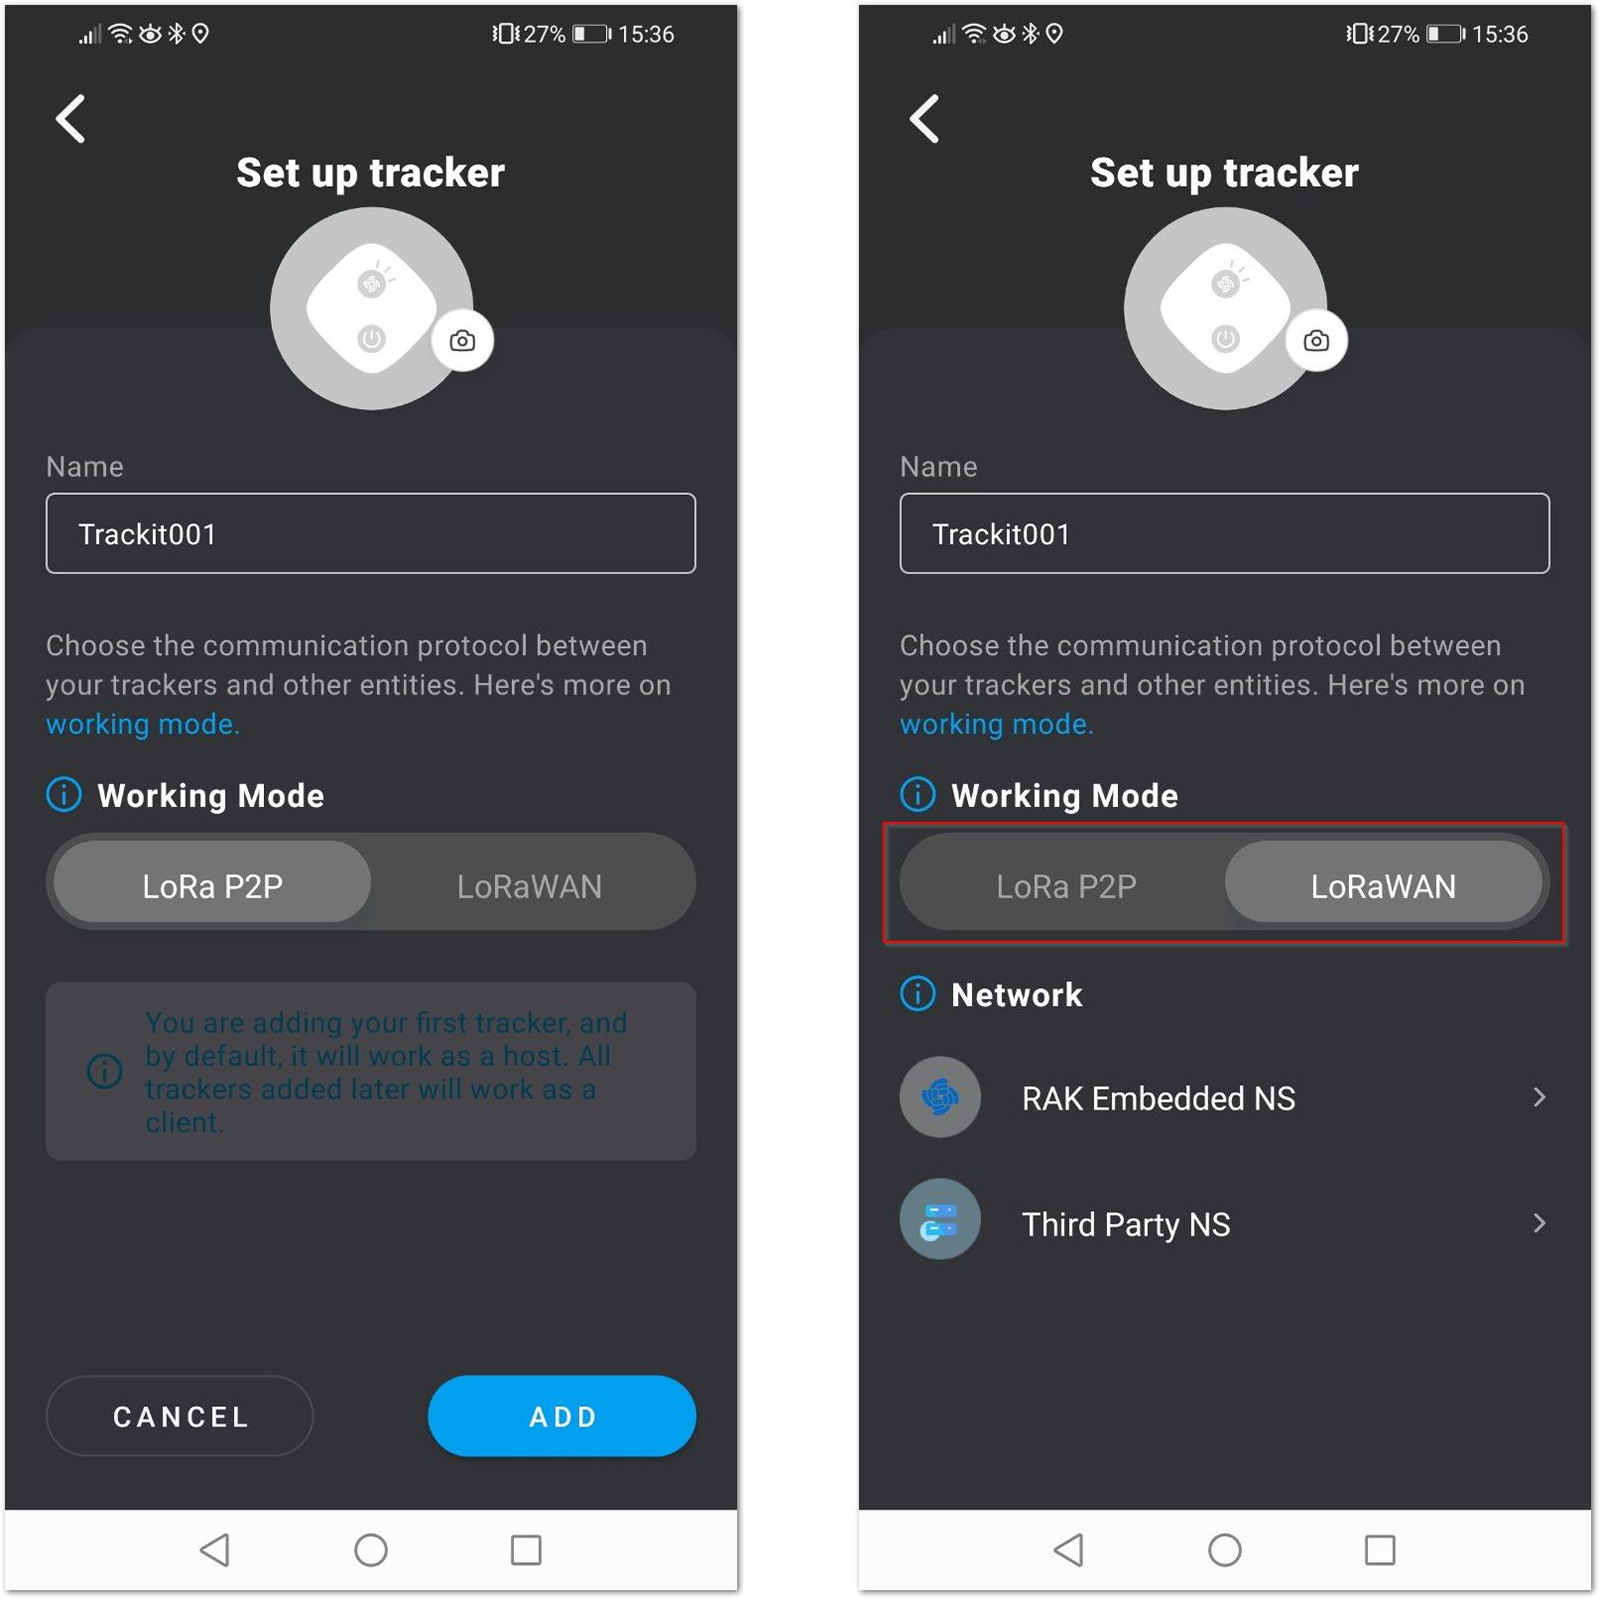 27% 15:36
Set up tracker
Name
Trackit001
Choose the communication protocol between
your trackers and other entities. Here's more on
working mode.
Working Mode
LoRa P2P LoRaWAN
You are adding your first tracker, and
by default, it will work as a host. All
trackers added later will work as a
client.
CANCEL ADD
27% 15:36
Set up tracker
Name
Trackit001
Choose the communication protocol between
your trackers and other entities. Here's more on
working mode.
Working Mode
LoRa P2P LoRaWAN
Network
RAK Embedded NS
Third Party NS